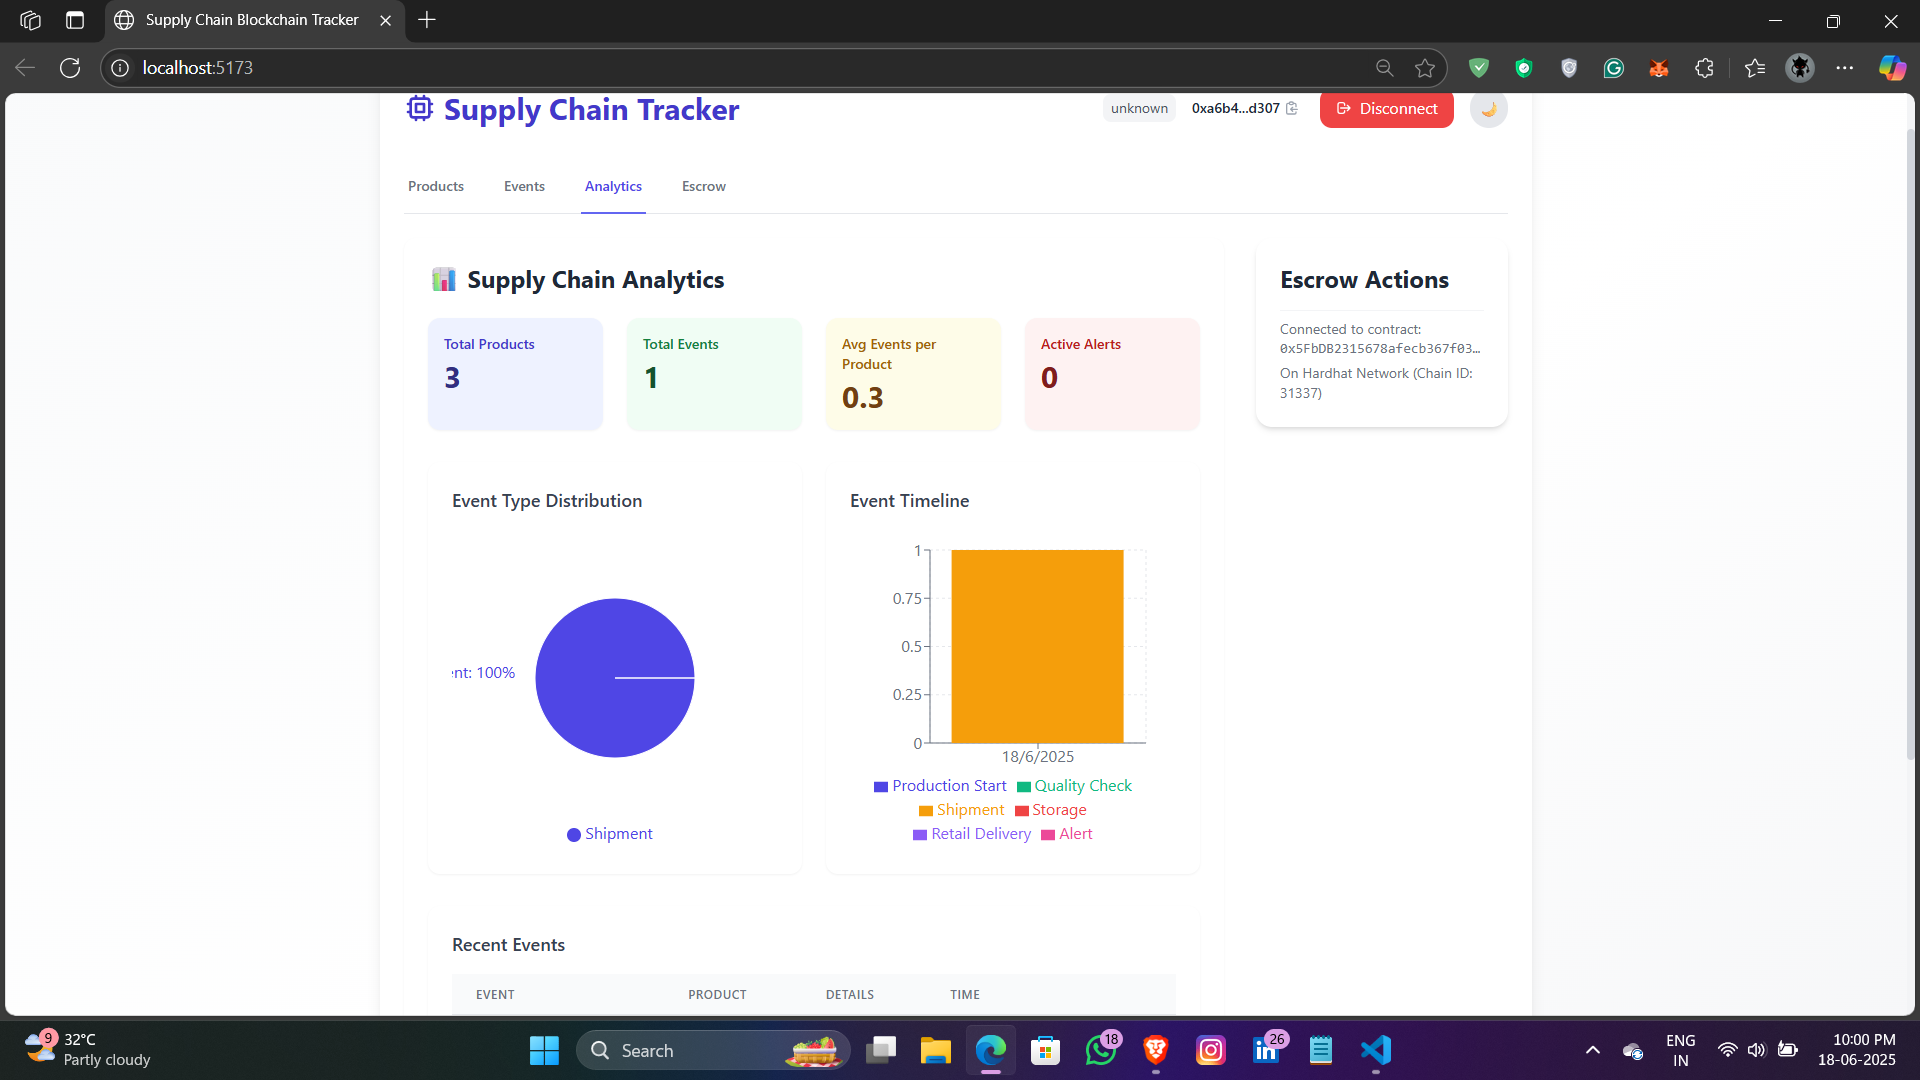 Supply Chain Blockchain Tracker
localhost:5173
Supply Chain Tracker
unknown
0xa6b4...d307
Disconnect
Products
Events
Analytics
Escrow
Supply Chain Analytics
Total Products
3
Total Events
1
Avg Events per
Product
0.3
Active Alerts
0
Escrow Actions
Connected to contract:
0x5FbDB2315678afecb367f03…
On Hardhat Network (Chain ID:
31337)
Event Type Distribution
ent: 100%
Shipment
Event Timeline
1
0.75
0.5
0.25
0
18/6/2025
Production Start Quality Check
Shipment Storage
Retail Delivery Alert
Recent Events
EVENT PRODUCT DETAILS TIME
9
32°C
Partly cloudy
Search
18
26
ENG
IN
10:00 PM
18-06-2025